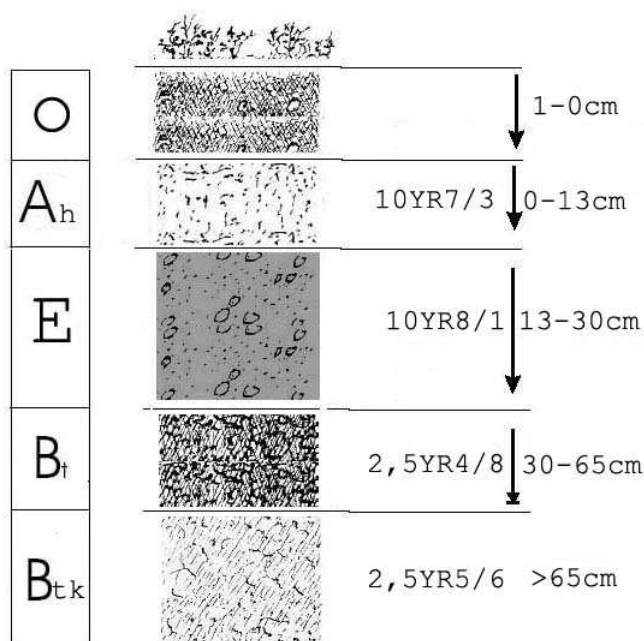 O 1-0cm
Ah 10YR7/3 0-13cm
E 10YR8/1 13-30cm
Bt 2,5YR4/8 30-65cm
Btk 2,5YR5/6 >65cm